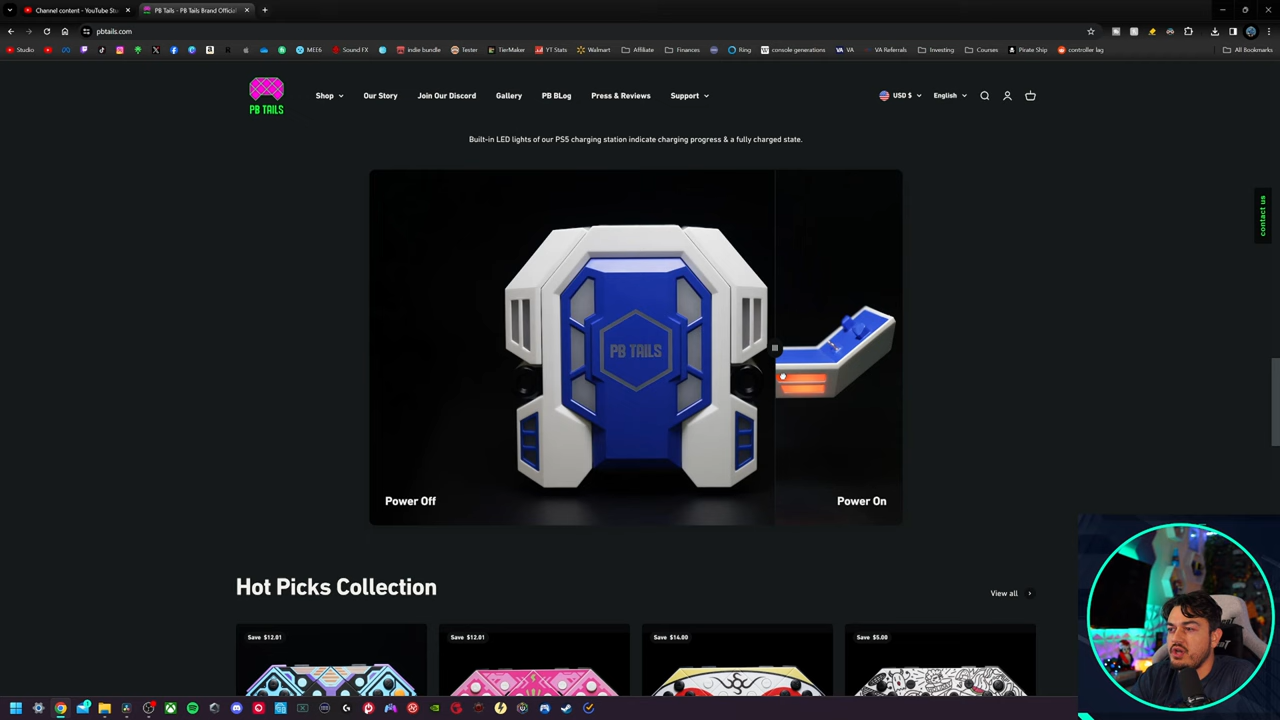 Channel content - YouTube Stu
PB Tails - PB Tails Brand Official
pbtails.com
Studio
MEE6
Sound FX
indie bundle
Tester
TierMaker
YT Stats
Walmart
Affiliate
Finances
Ring
console generations
VA
VA Referrals
Investing
Courses
Pirate Ship
controller lag
All Bookmarks
PB TAILS
Shop
Our Story
Join Our Discord
Gallery
PB BLog
Press & Reviews
Support
USD $
English
Built-in LED lights of our PS5 charging station indicate charging progress & a fully charged state.
contact us
PB TAILS
Power Off
Power On
Hot Picks Collection
View all
Save $12.01
Save $12.01
Save $14.00
Save $5.00